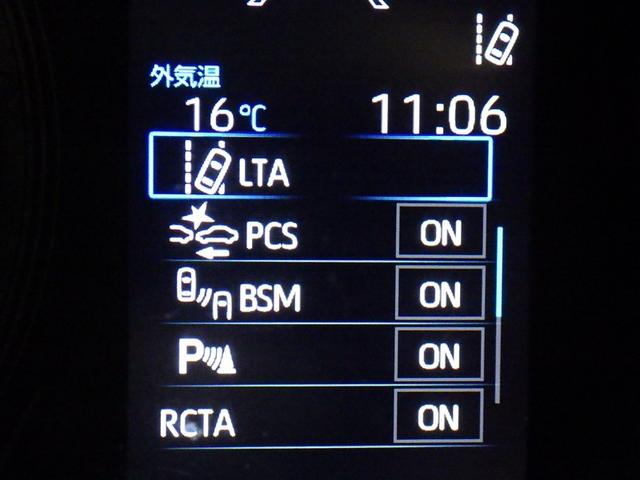 外気温
16℃ 11:06
LTA
PCS ON
BSM ON
P ON
RCTA ON